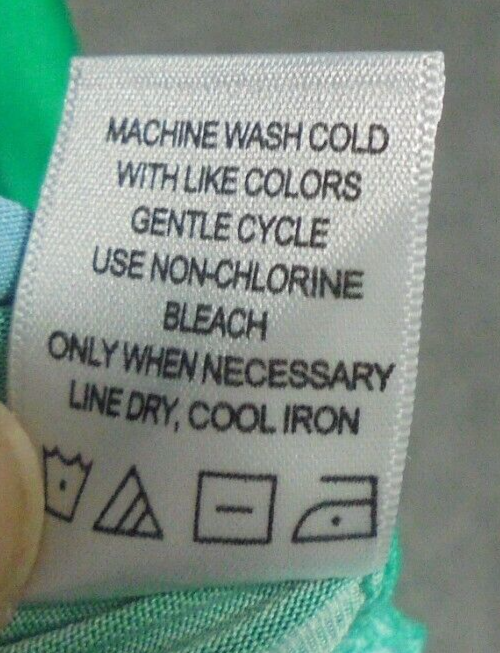 MACHINE WASH COLD
WITH LIKE COLORS
GENTLE CYCLE
USE NON-CHLORINE
BLEACH
ONLY WHEN NECESSARY
LINE DRY, COOL IRON